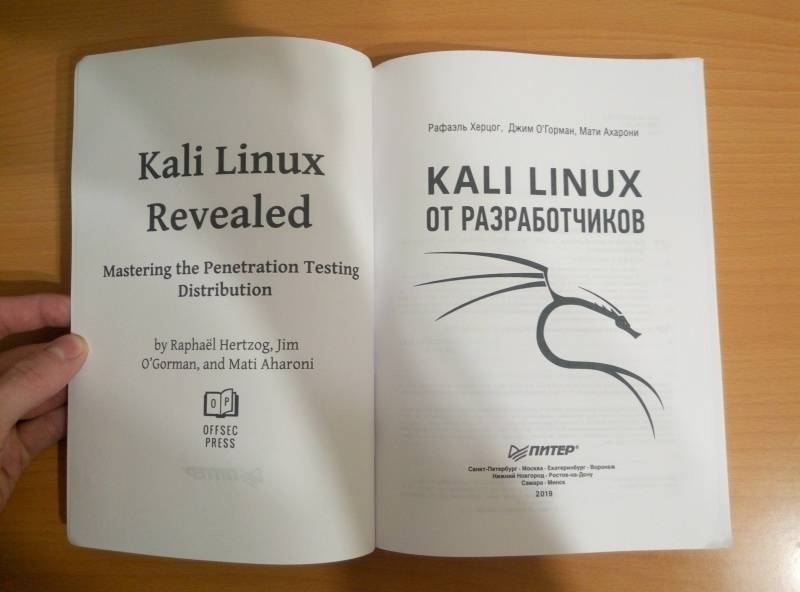 Kali Linux
Revealed
Mastering the Penetration Testing
Distribution
by Raphaël Hertzog, Jim
O'Gorman, and Mati Aharoni
O P
OFFSEC
PRESS
Рафаэль Херцог, Джим О'Горман, Мати Ахарони
KALI LINUX
ОТ РАЗРАБОТЧИКОВ
ПИТЕР
Санкт-Петербург · Москва · Екатеринбург · Воронеж
Нижний Новгород · Ростов-на-Дону
Самара · Минск
2019